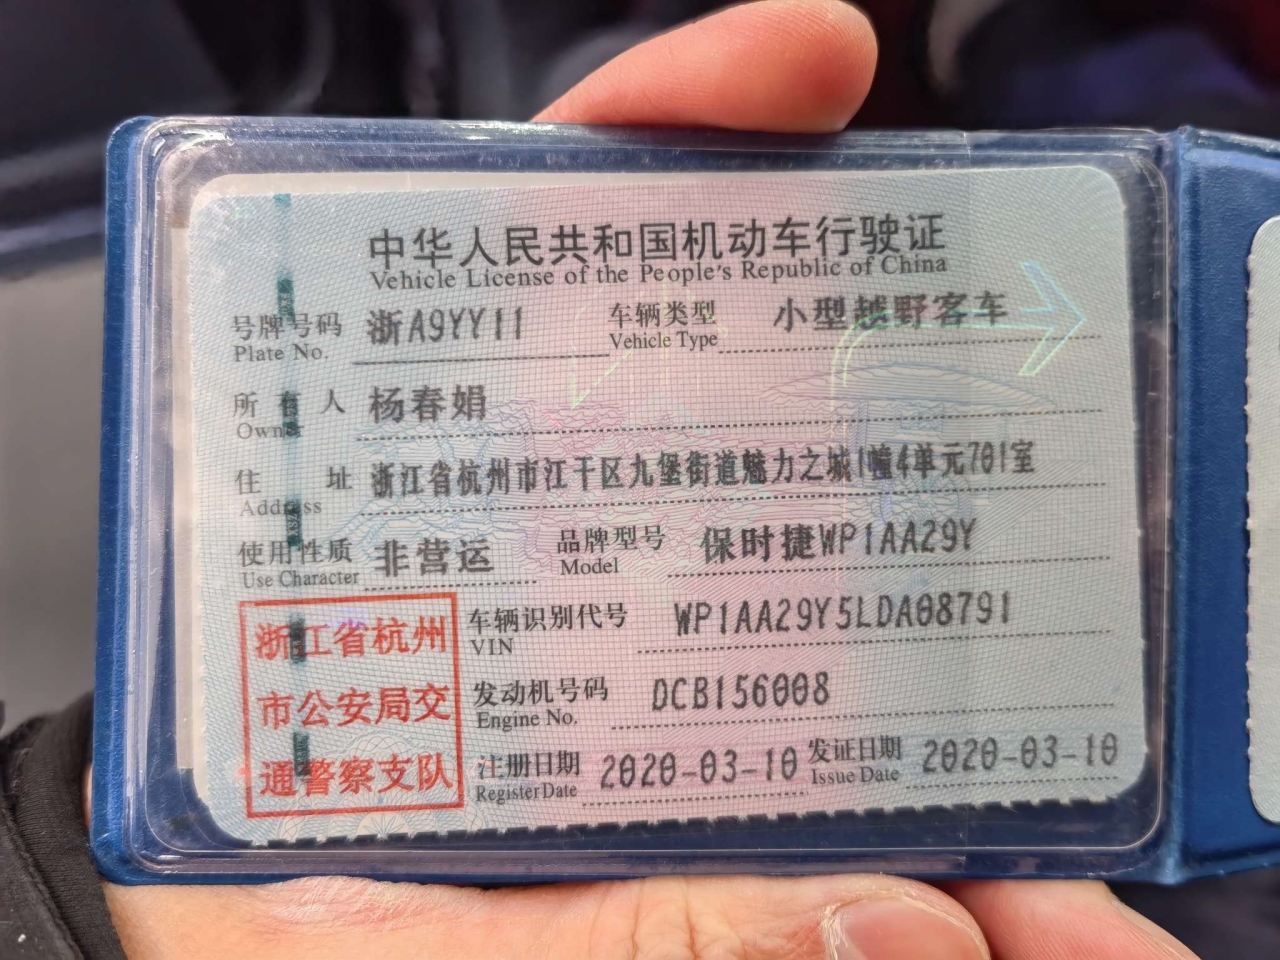 中华人民共和国机动车行驶证
Vehicle License of the People's Republic of China
号牌号码 浙A9YY11 车辆类型 小型越野客车
Plate No. Vehicle Type
所有人 杨春娟
Owner
住址 浙江省杭州市江干区九堡街道魅力之城1幢4单元701室
Address
使用性质 非营运 品牌型号 保时捷WP1AA29Y
Use Character Model
浙江省杭州
市公安局交
通警察支队
车辆识别代号 WP1AA29Y5LDA08791
VIN
发动机号码 DCB156008
Engine No.
注册日期 2020-03-10 发证日期 2020-03-10
Register Date Issue Date